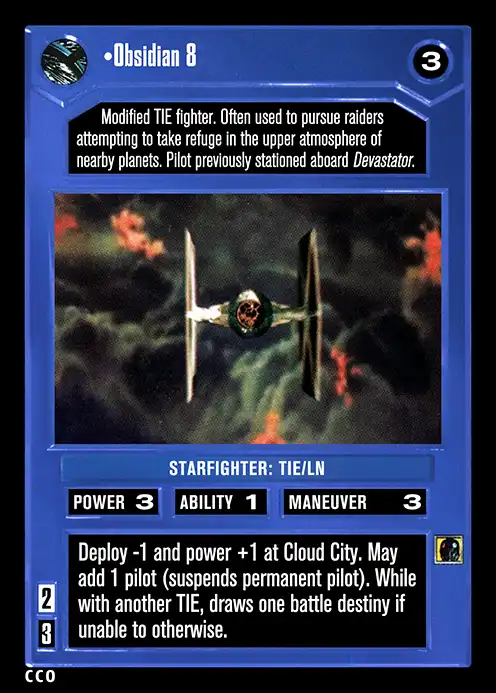 •Obsidian 8
3
Modified TIE fighter. Often used to pursue raiders
attempting to take refuge in the upper atmosphere of
nearby planets. Pilot previously stationed aboard Devastator.
STARFIGHTER: TIE/LN
POWER 3 ABILITY 1 MANEUVER 3
Deploy -1 and power +1 at Cloud City. May
add 1 pilot (suspends permanent pilot). While
with another TIE, draws one battle destiny if
unable to otherwise.
2
3
CCO